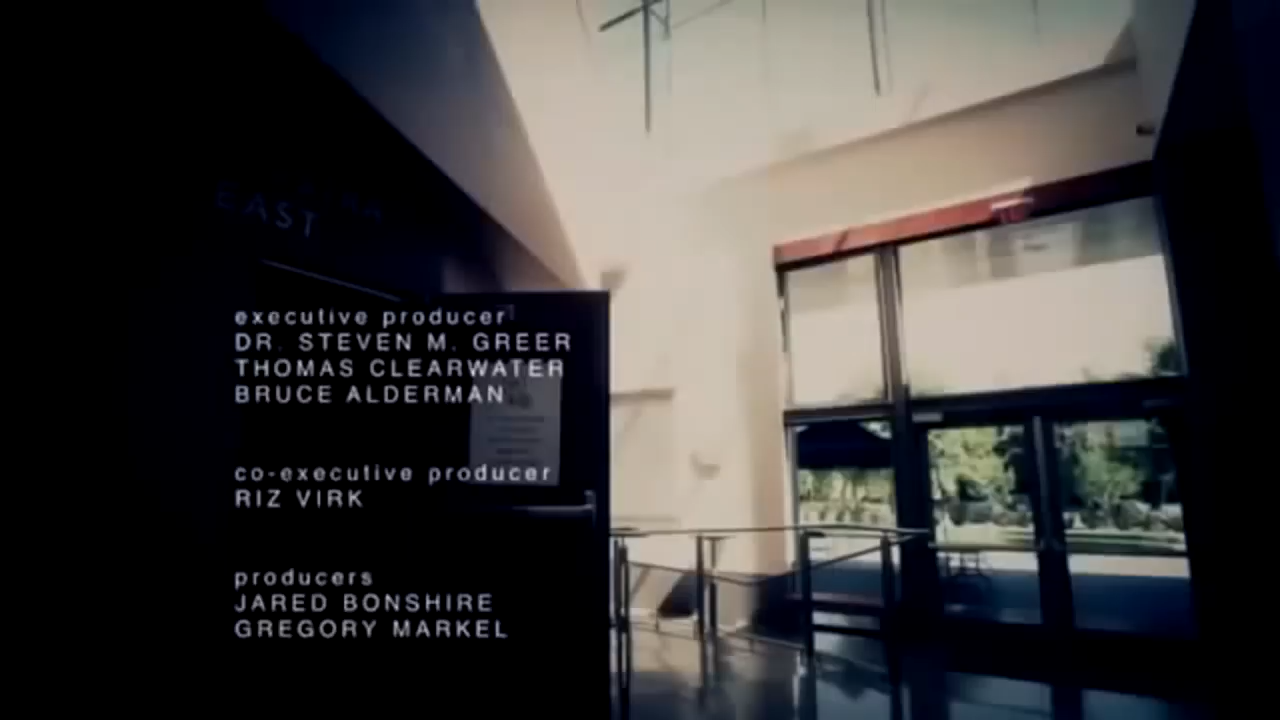 EAST
executive producer
DR. STEVEN M. GREER
THOMAS CLEARWATER
BRUCE ALDERMAN
co-executive producer
RIZ VIRK
producers
JARED BONSHIRE
GREGORY MARKEL